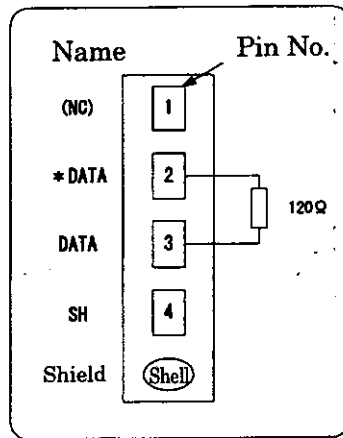 Name Pin No.
(NC) 1
*DATA 2
120Ω
DATA 3
SH 4
Shield Shell